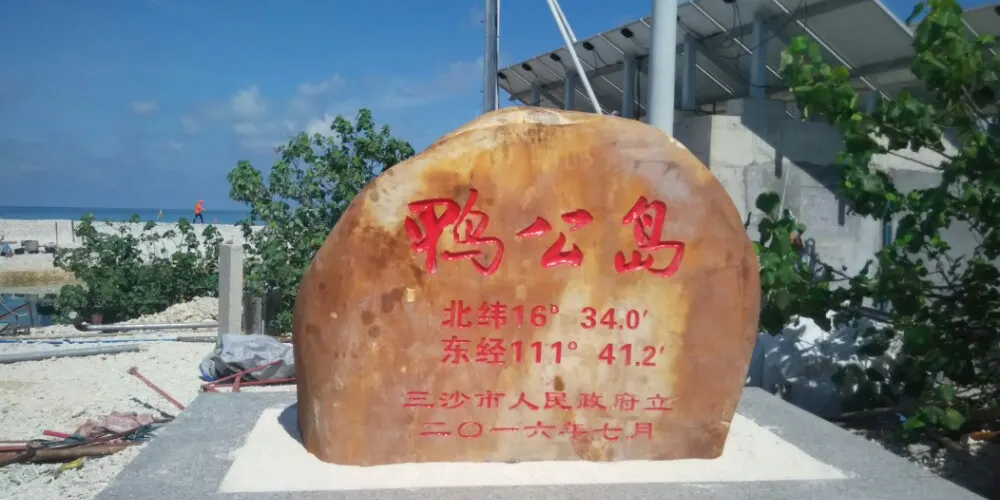 鸭公岛
北纬16° 34.0′
东经111° 41.2′
三沙市人民政府立
二〇一六年七月